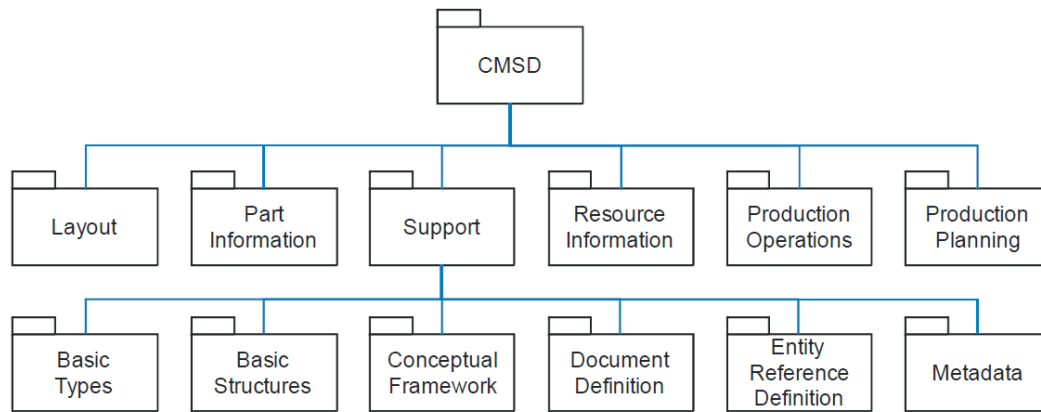 CMSD
Layout
Part
Information
Support
Resource
Information
Production
Operations
Production
Planning
Basic
Types
Basic
Structures
Conceptual
Framework
Document
Definition
Entity
Reference
Definition
Metadata